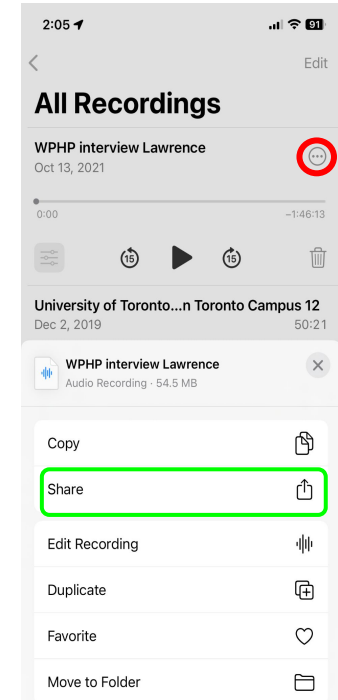 2:05 91
Edit
All Recordings
WPHP interview Lawrence
Oct 13, 2021
0:00 −1:46:13
15 15
University of Toronto...n Toronto Campus 12
Dec 2, 2019 50:21
WPHP interview Lawrence
Audio Recording · 54.5 MB
Copy
Share
Edit Recording
Duplicate
Favorite
Move to Folder